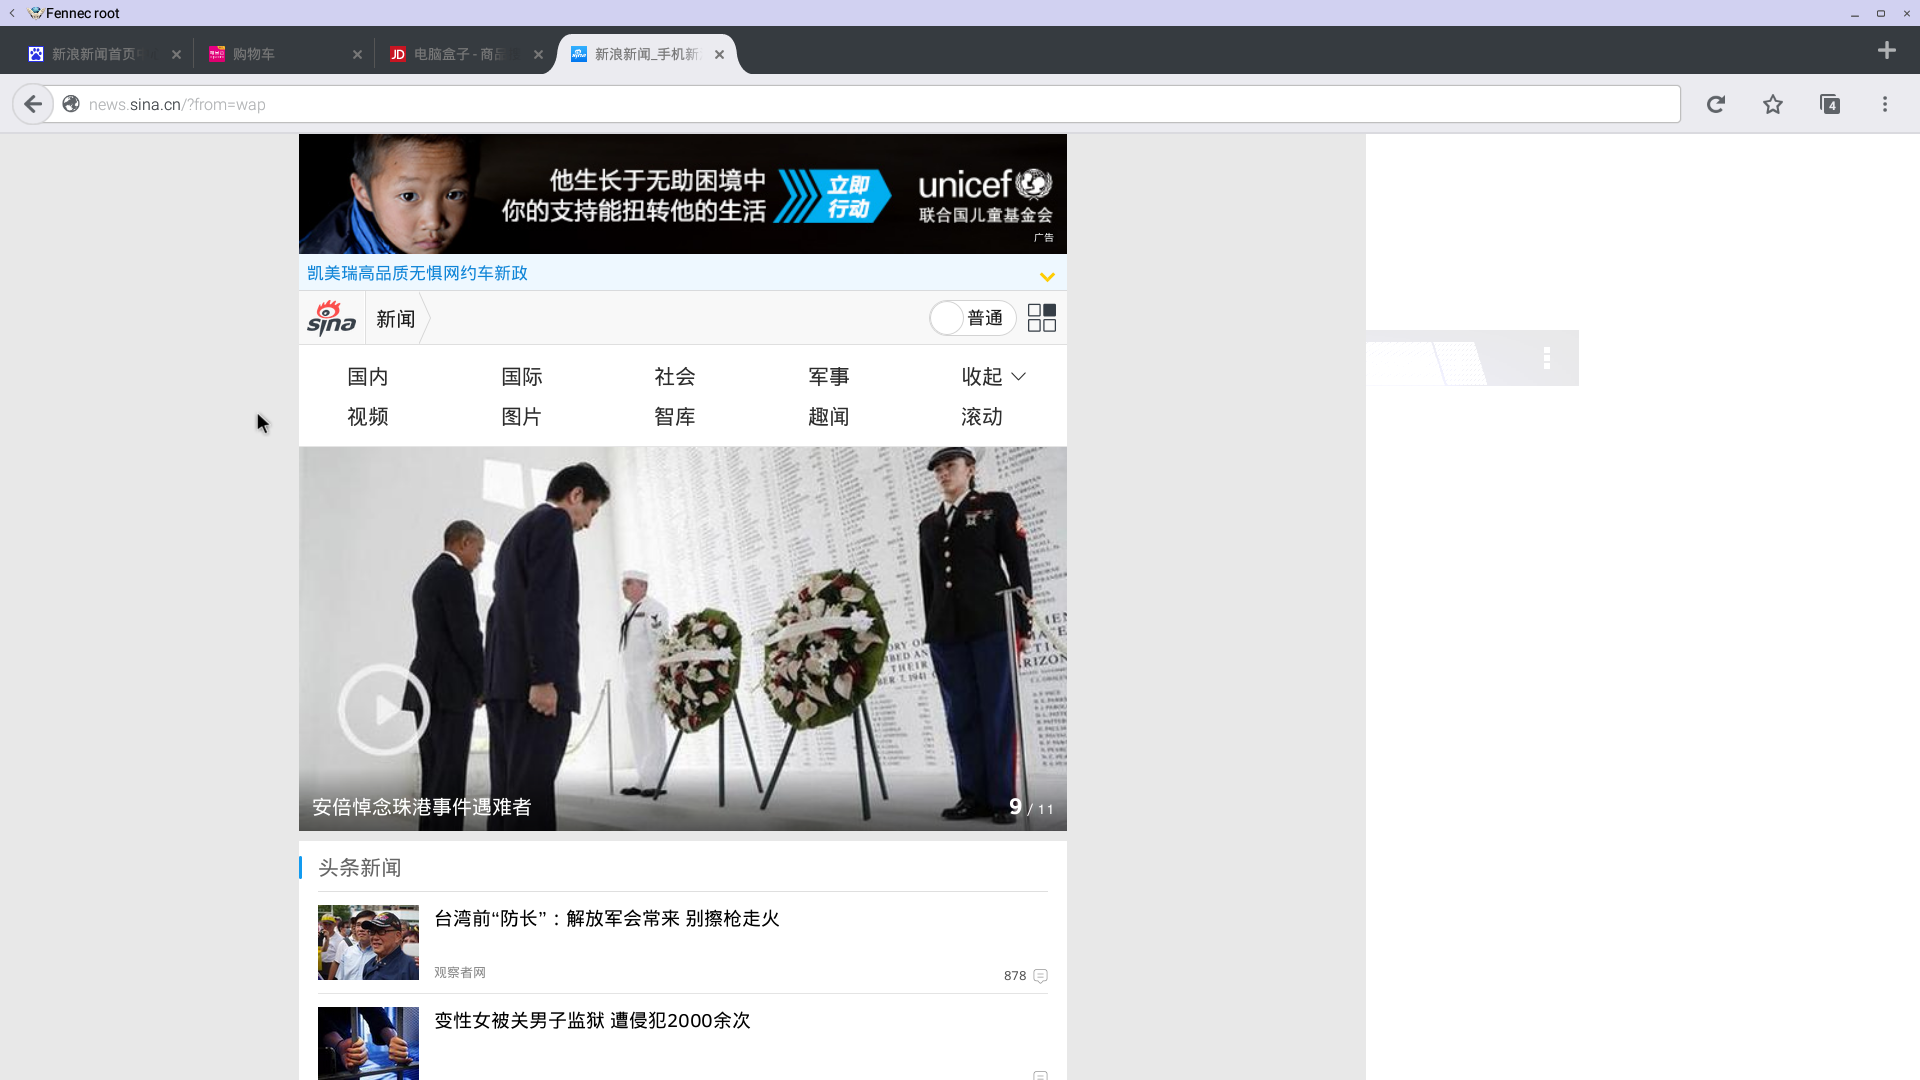 Fennec root
新浪新闻首页
购物车
JD 电脑盒子 - 商品
sina 新浪新闻_手机新
news.sina.cn/?from=wap
4
他生长于无助困境中
你的支持能扭转他的生活
立即
行动
unicef
联合国儿童基金会
广告
凯美瑞高品质无惧网约车新政
sina 新闻
普通
国内 国际 社会 军事 收起
视频 图片 智库 趣闻 滚动
安倍悼念珠港事件遇难者
9 / 11
头条新闻
台湾前“防长”：解放军会常来 别擦枪走火
观察者网
878
变性女被关男子监狱 遭侵犯2000余次